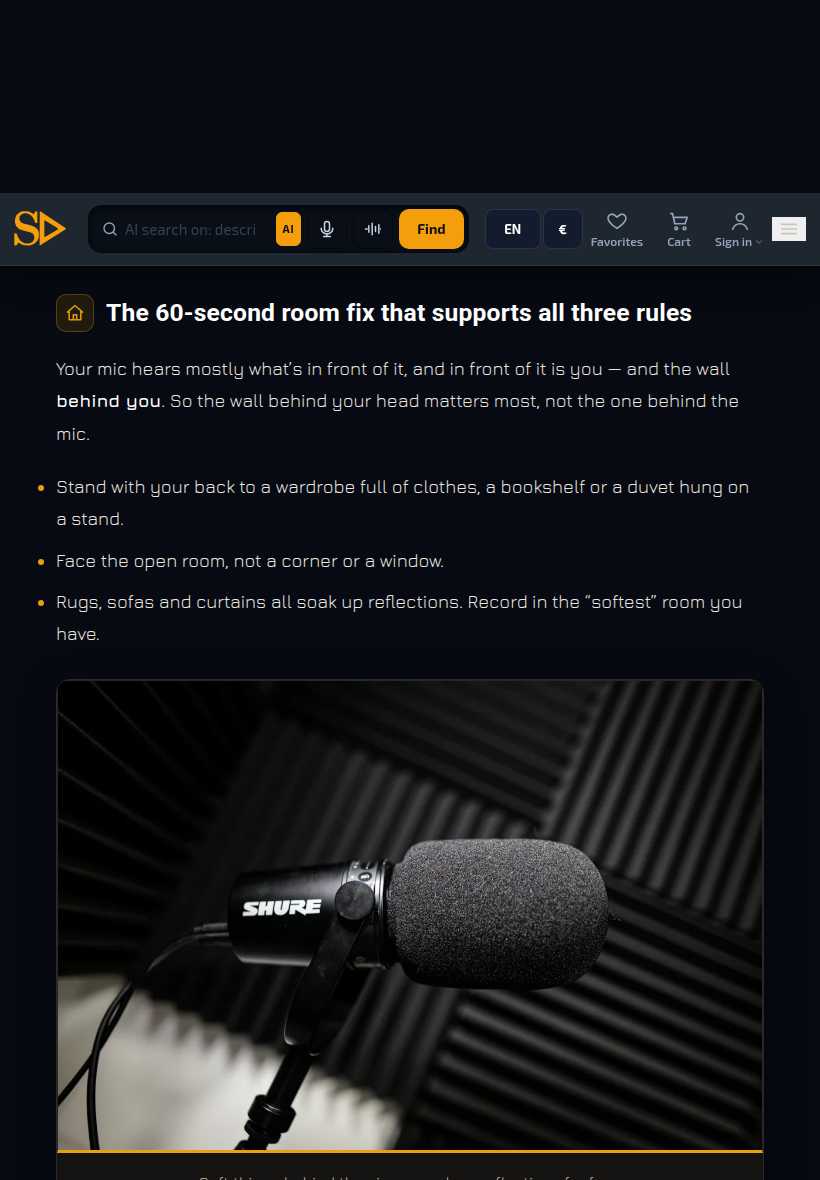 SD
AI search on: descri
AI
Find
EN
€
Favorites
Cart
Sign in
The 60-second room fix that supports all three rules
Your mic hears mostly what's in front of it, and in front of it is you — and the wall
behind you. So the wall behind your head matters most, not the one behind the
mic.
Stand with your back to a wardrobe full of clothes, a bookshelf or a duvet hung on
a stand.
Face the open room, not a corner or a window.
Rugs, sofas and curtains all soak up reflections. Record in the “softest” room you
have.
SHURE